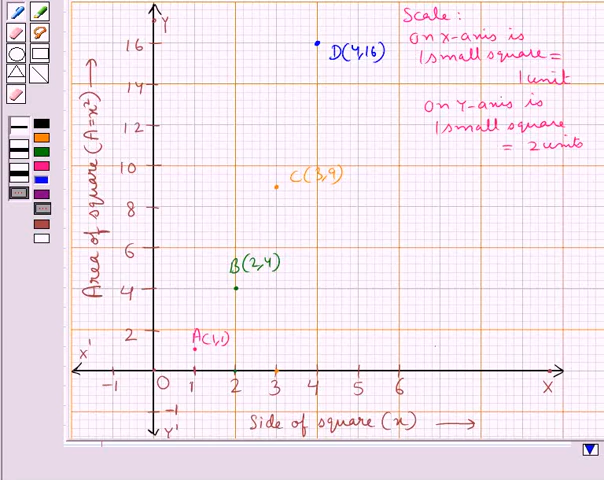 Scale:
on X-axis is
1 small square =
1 unit
on Y-axis is
1 small square
= 2 units
Y
16
14
12
10
8
6
4
2
D(4,16)
C(3,9)
B(2,4)
A(1,1)
Area of square (A=x²)
X'
-1
O
1
2
3
4
5
6
X
-1
Y'
Side of square (x)